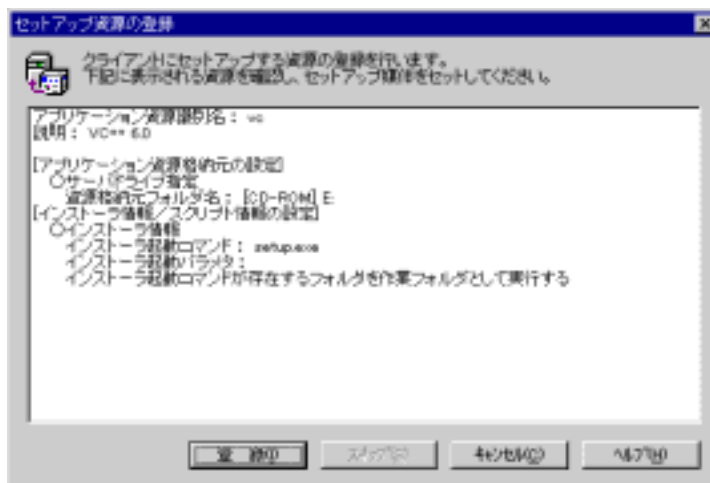 セットアップ資源の登録
クライアントにセットアップする資源の登録を行います。
下記に表示される資源を確認し、セットアップ媒体をセットしてください。
アプリケーション資源識別名： vc
説明： VC++ 6.0
[アプリケーション資源格納元の設定]
○サーバドライブ指定
資源格納元フォルダ名： [CD-ROM] E:
[インストーラ情報／スクリプト情報の設定]
○インストーラ情報
インストーラ起動コマンド： setup.exe
インストーラ起動パラメタ：
インストーラ起動コマンドが存在するフォルダを作業フォルダとして実行する
登　録(I)
スキップ(S)
キャンセル(C)
ヘルプ(H)